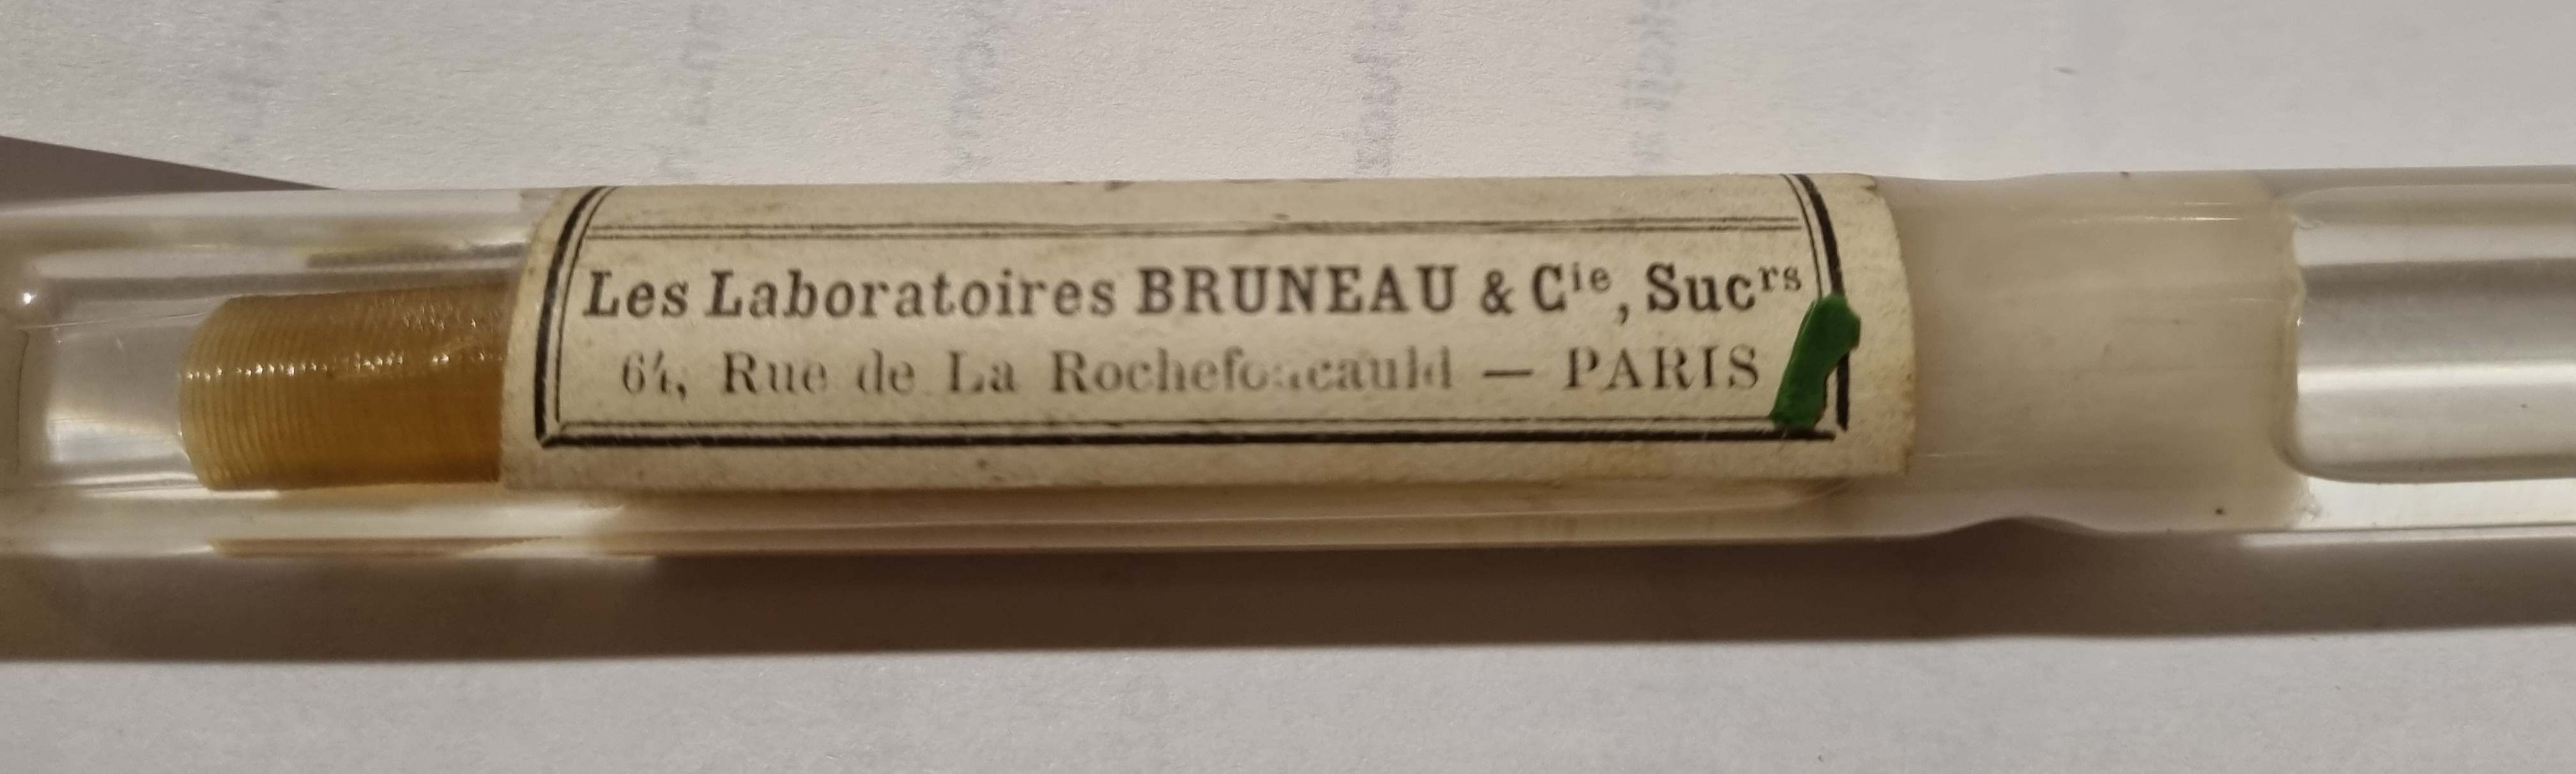 Les Laboratoires BRUNEAU & Cie, Sucrs
64, Rue de La Rochefoucauld — PARIS